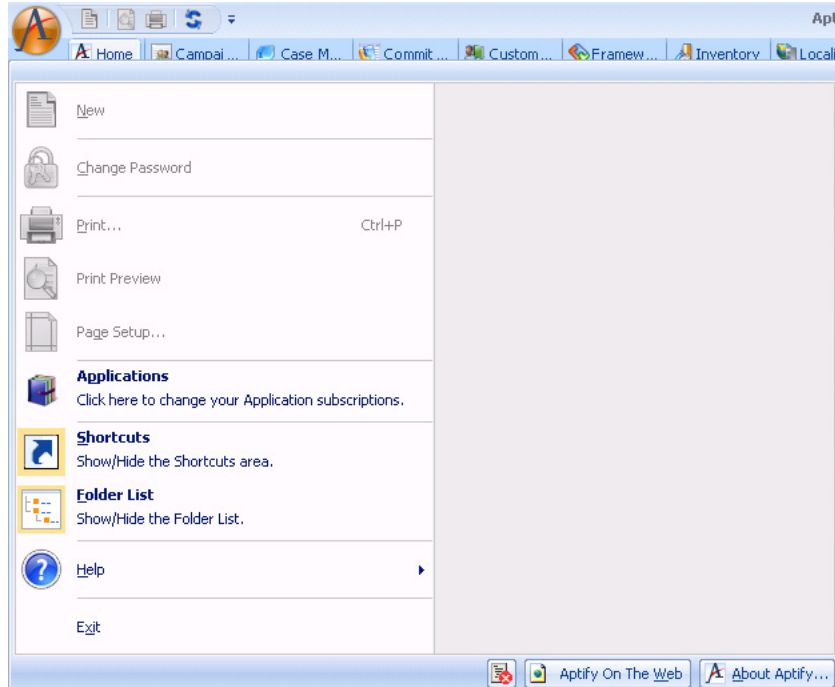 Apt
Home Campai ... Case M... Commit ... Custom... Framew... Inventory Locali
New
Change Password
Print... Ctrl+P
Print Preview
Page Setup...
Applications
Click here to change your Application subscriptions.
Shortcuts
Show/Hide the Shortcuts area.
Folder List
Show/Hide the Folder List.
Help
Exit
Aptify On The Web About Aptify...